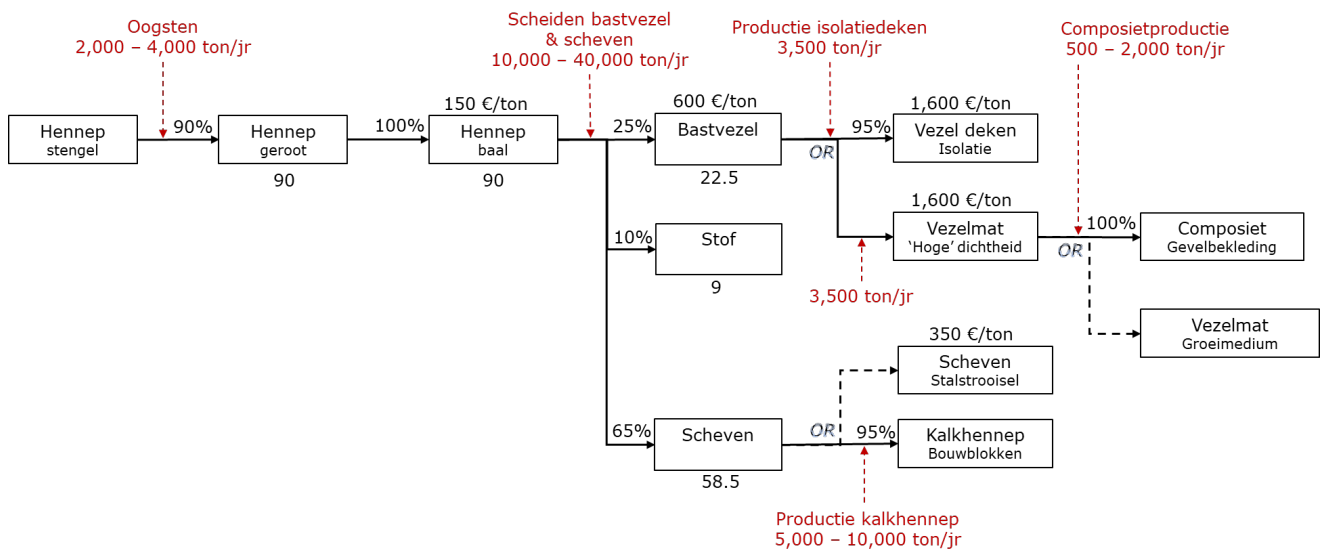 Oogsten
2,000 – 4,000 ton/jr
Scheiden bastvezel
& scheven
10,000 – 40,000 ton/jr
Productie isolatiedeken
3,500 ton/jr
Composietproductie
500 – 2,000 ton/jr
Hennep
stengel
90%
Hennep
geroot
90
100%
150 €/ton
Hennep
baal
90
25%
600 €/ton
Bastvezel
22.5
OR
95%
1,600 €/ton
Vezel deken
Isolatie
10%
Stof
9
1,600 €/ton
Vezelmat
‘Hoge’ dichtheid
3,500 ton/jr
OR
100%
Composiet
Gevelbekleding
Vezelmat
Groeimedium
65%
Scheven
58.5
OR
350 €/ton
Scheven
Stalstrooisel
95%
Kalkhennep
Bouwblokken
Productie kalkhennep
5,000 – 10,000 ton/jr